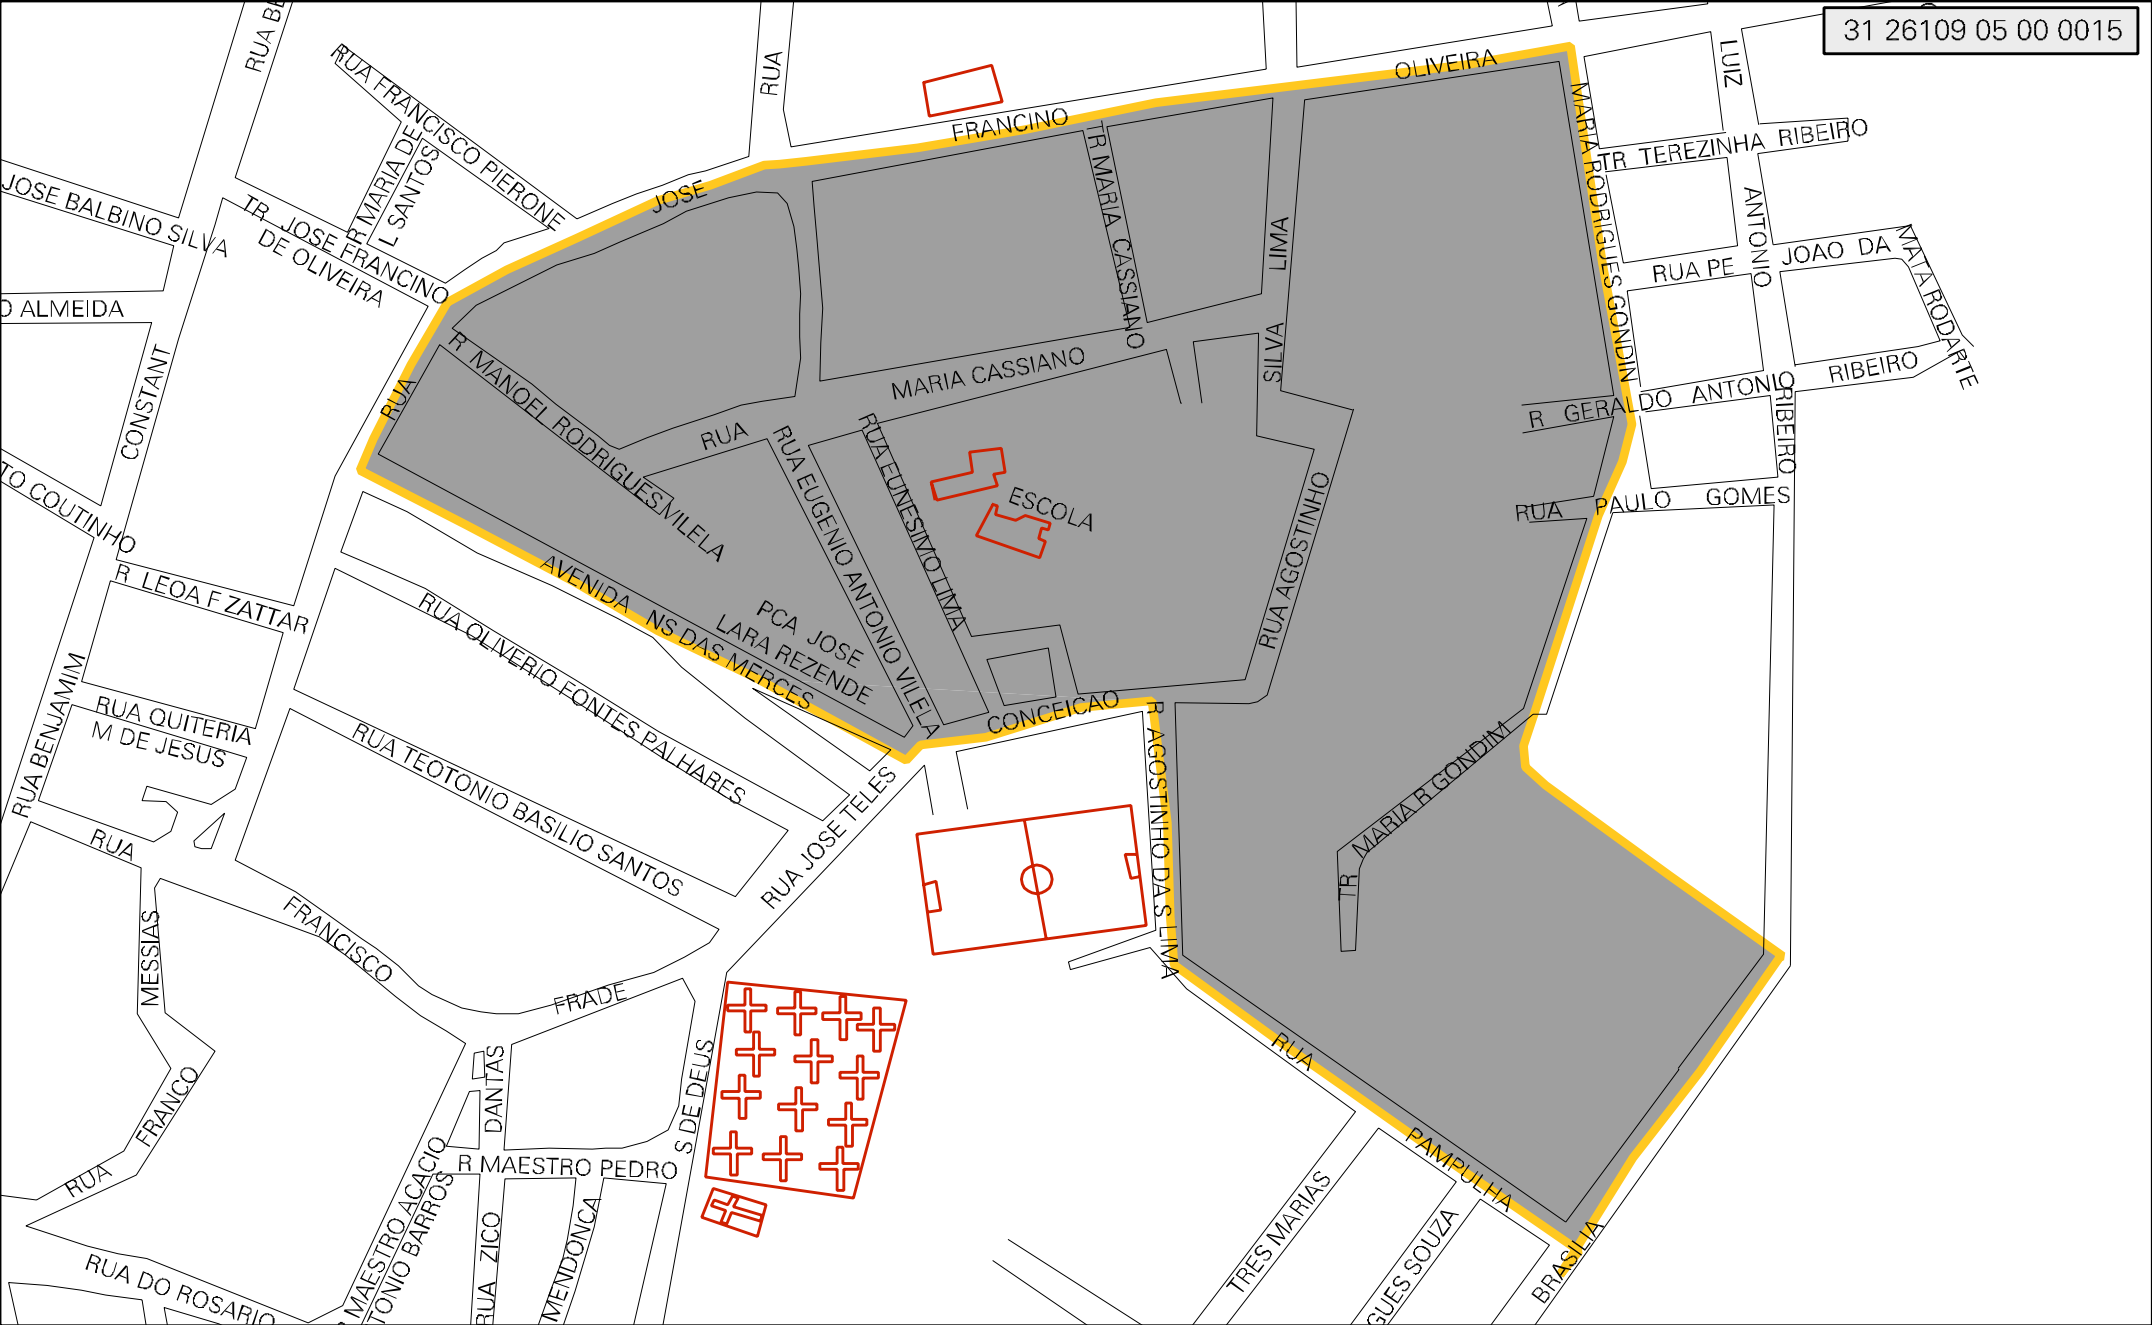 31 26109 05 00 0015
RUA BE
RUA FRANCISCO PIERONE
R MARIA DE
L SANTOS
RUA
FRANCINO
OLIVEIRA
LUIZ
JOSE BALBINO SILVA
TR JOSE FRANCINO
DE OLIVEIRA
JOSE
TR MARIA CASSIANO
LIMA
SILVA
MARIA RODRIGUES GONDIN
TR TEREZINHA RIBEIRO
ANTONIO
RUA PE JOAO DA
MATA RODARTE
O ALMEIDA
CONSTANT
RUA
R MANOEL RODRIGUES VILELA
RUA
MARIA CASSIANO
R GERALDO ANTONIO RIBEIRO
RIBEIRO
RUA PAULO GOMES
TO COUTINHO
RUA EUGENIO ANTONIO VILELA
RUA EUNESIMO LIMA
ESCOLA
RUA AGOSTINHO
R LEOA F ZATTAR
AVENIDA NS DAS MERCES
PCA JOSE
LARA REZENDE
RUA OLIVERIO FONTES PALHARES
RUA BENJAMIM
RUA QUITERIA
M DE JESUS
RUA TEOTONIO BASILIO SANTOS
CONCEICAO
R AGOSTINHO DA S LIMA
MARIA R GONDIM
TR
RUA JOSE TELES
RUA
FRANCISCO
FRADE
MESSIAS
FRANCO
RUA
DANTAS
S DE DEUS
RUA
PAMPULHA
BRASILIA
R MAESTRO PEDRO
MAESTRO ACACIO
TONIO BARROS
RUA ZICO
MENDONCA
RUA DO ROSARIO
TRES MARIAS
GUES SOUZA